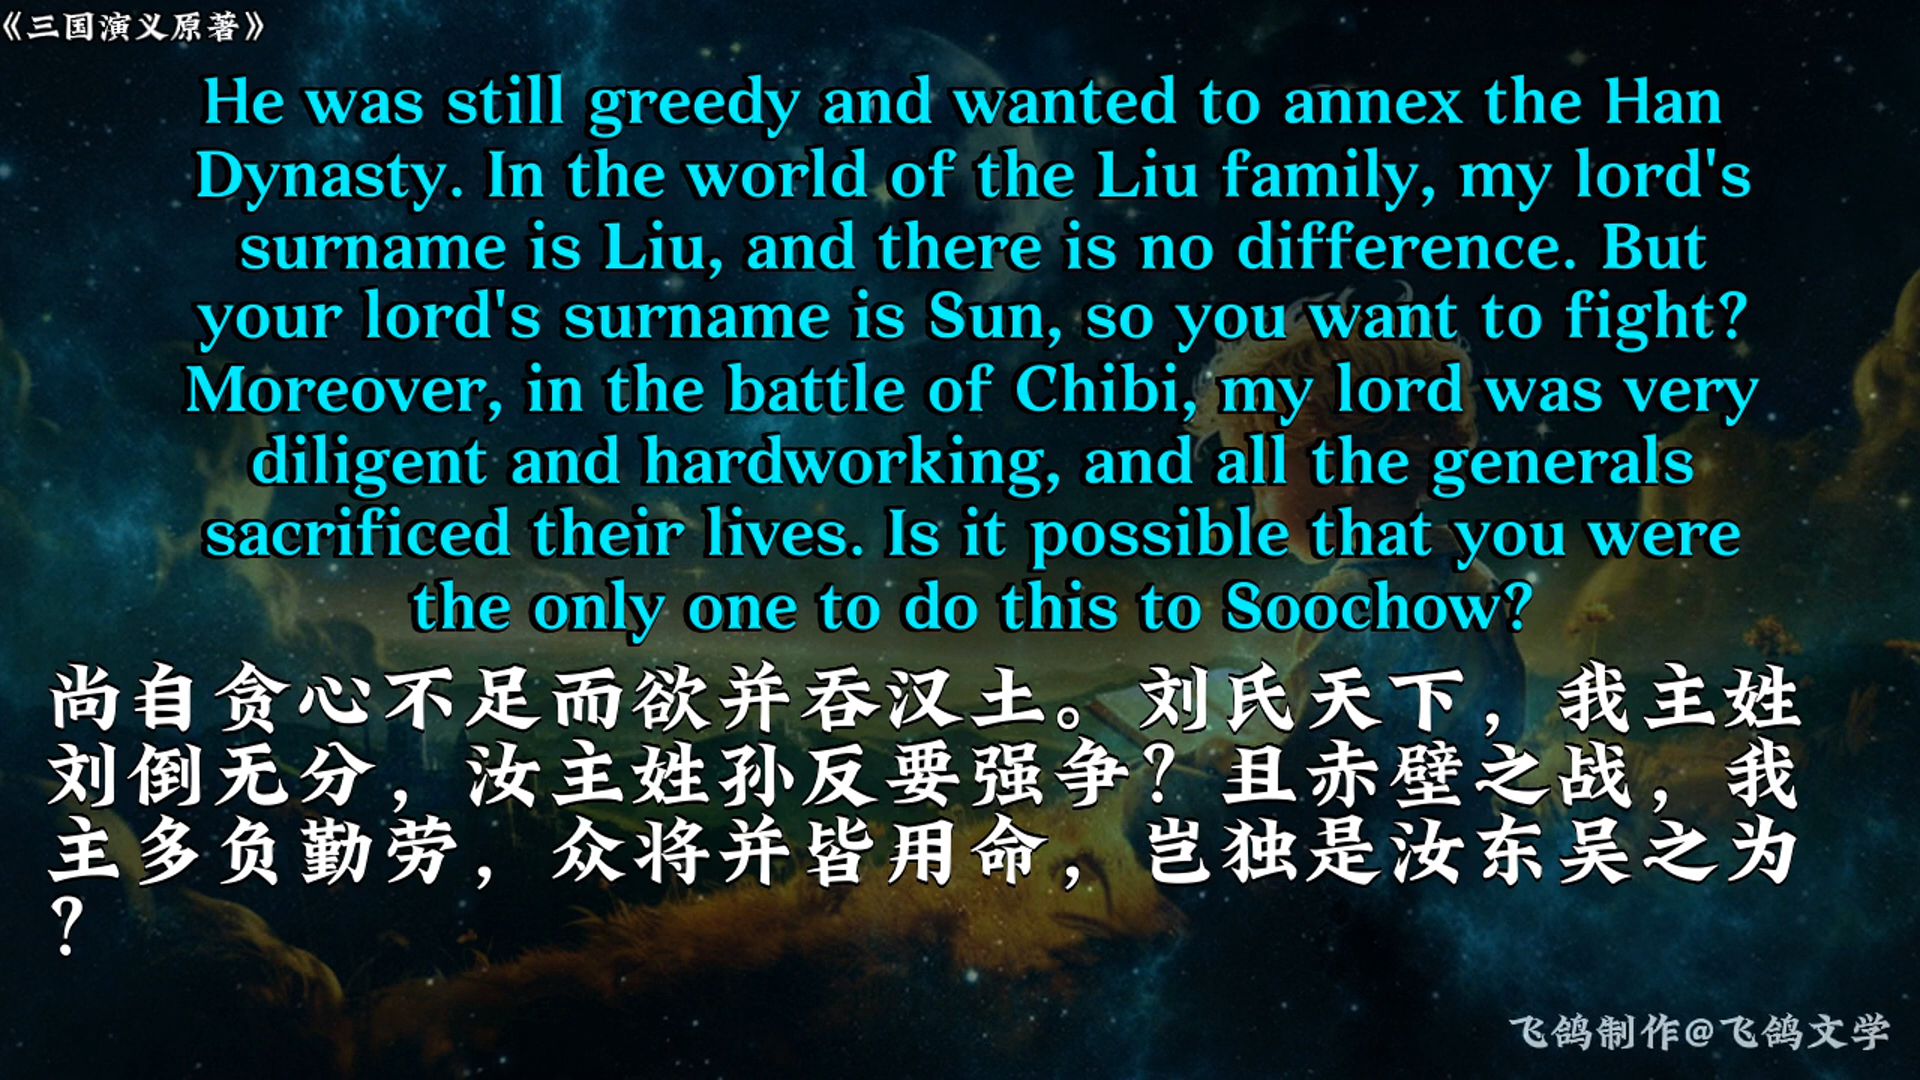 《三国演义原著》
He was still greedy and wanted to annex the Han
Dynasty. In the world of the Liu family, my lord's
surname is Liu, and there is no difference. But
your lord's surname is Sun, so you want to fight?
Moreover, in the battle of Chibi, my lord was very
diligent and hardworking, and all the generals
sacrificed their lives. Is it possible that you were
the only one to do this to Soochow?
尚自贪心不足而欲并吞汉土。刘氏天下，我主姓
刘倒无分，汝主姓孙反要强争？且赤壁之战，我
主多负勤劳，众将并皆用命，岂独是汝东吴之为
？
飞鸽制作@飞鸽文学